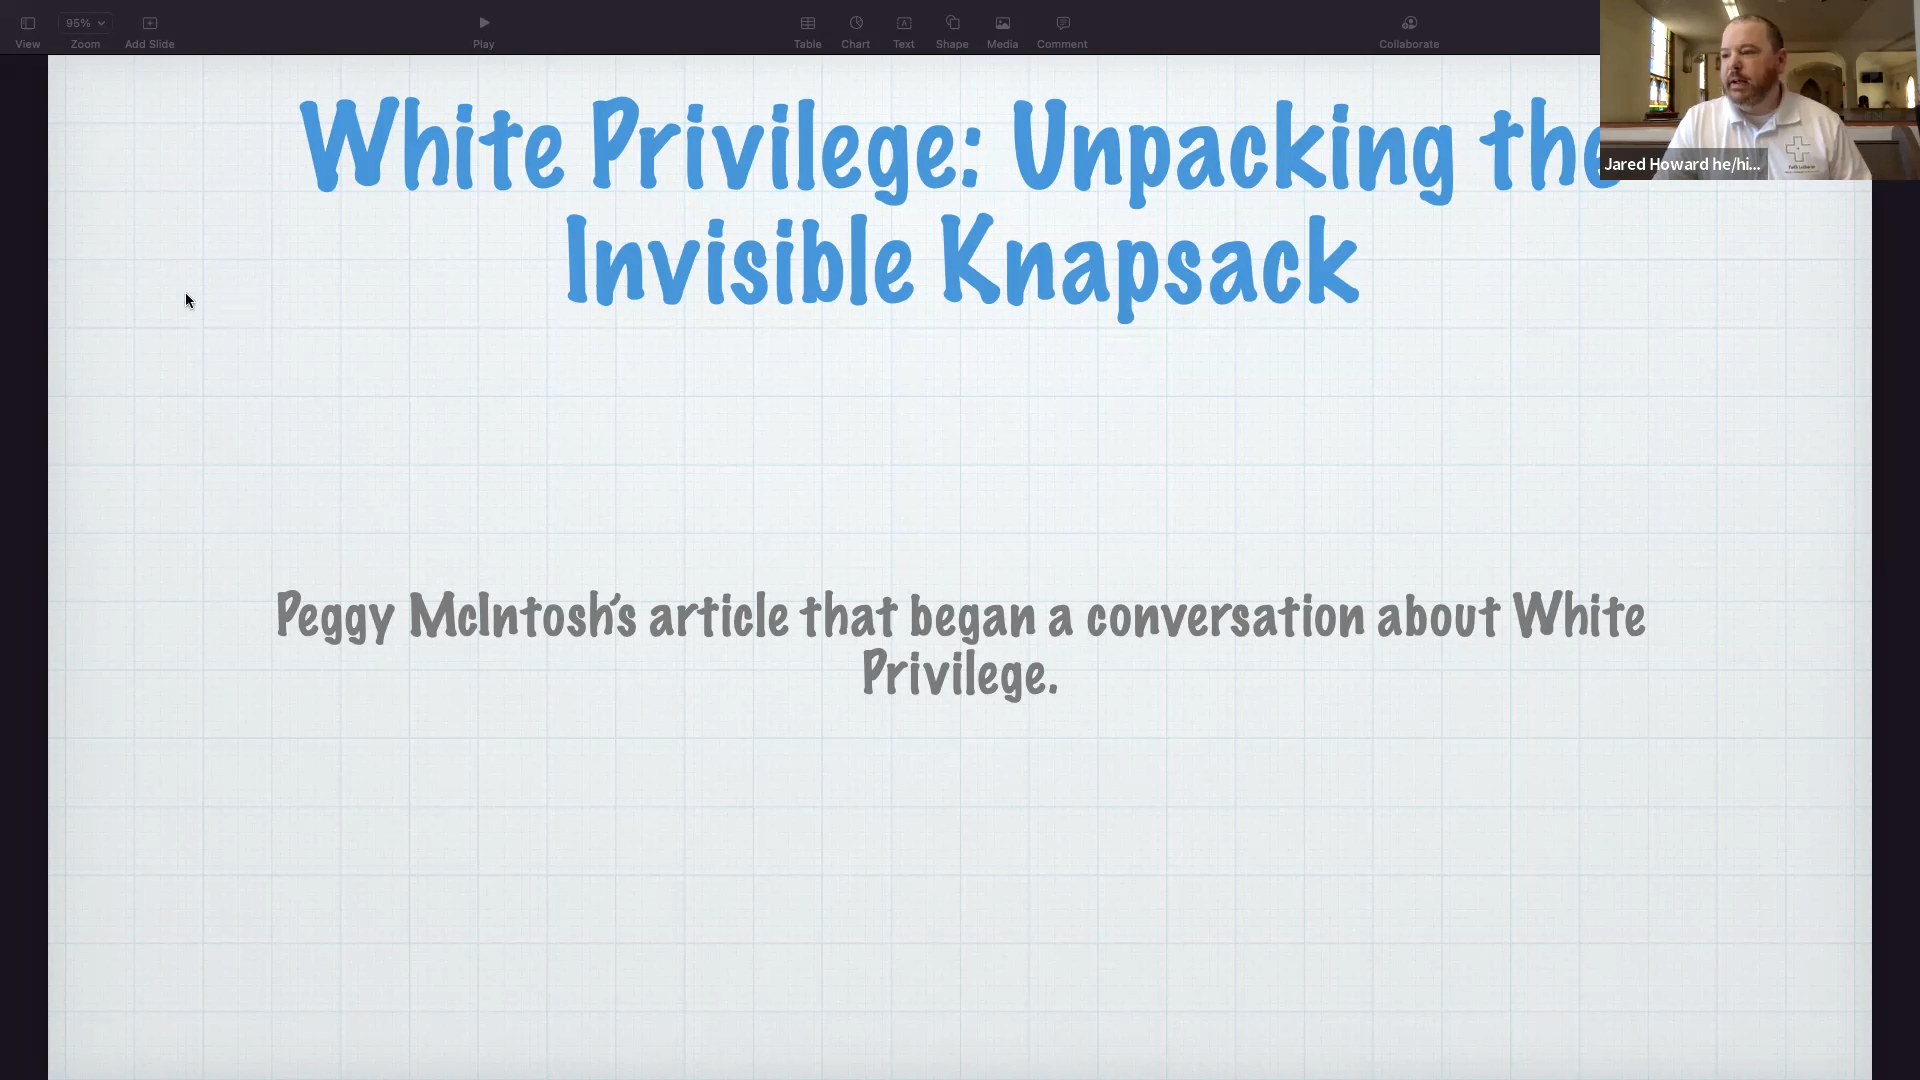 95%
View
Zoom
Add Slide
Play
Table
Chart
Text
Shape
Media
Comment
Collaborate
Jared Howard he/hi...
White Privilege: Unpacking the
Invisible Knapsack
Peggy McIntosh's article that began a conversation about White
Privilege.